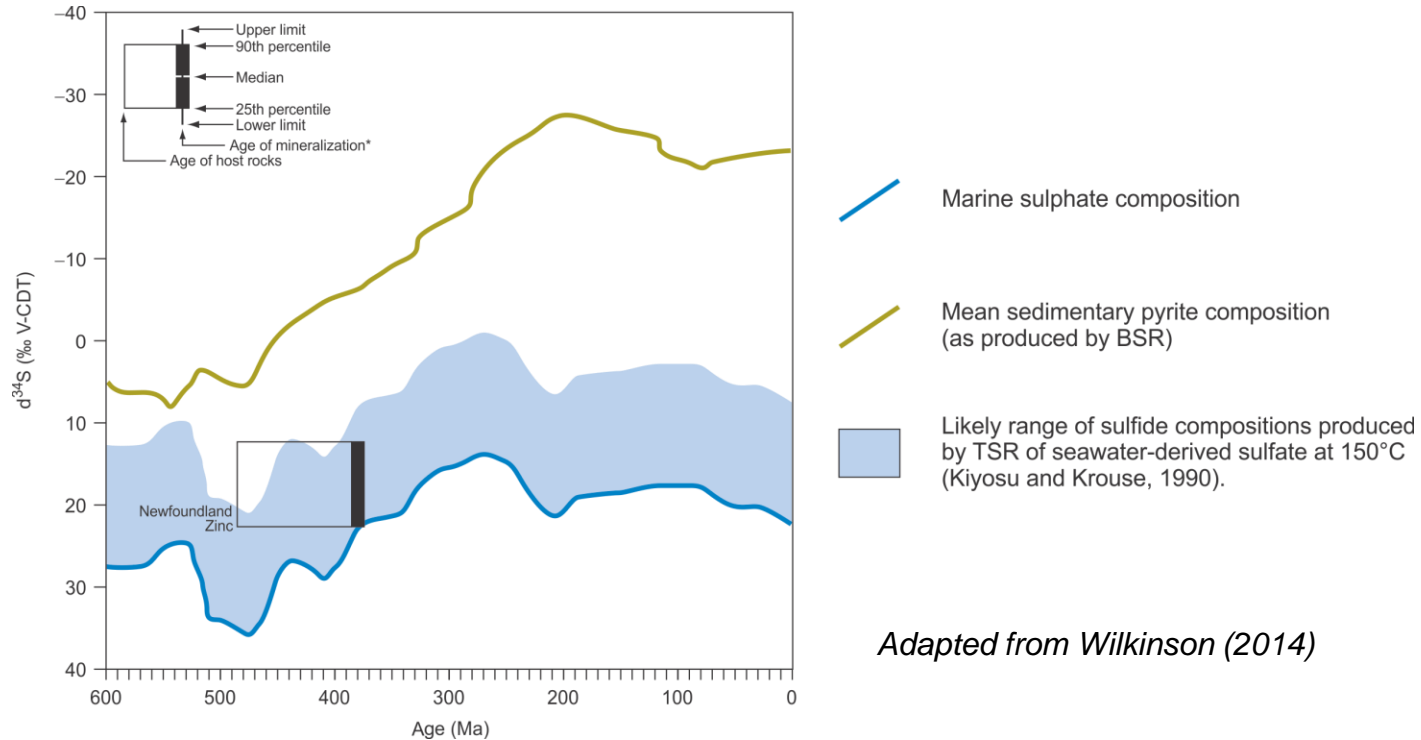 −40
−30
−20
−10
0
10
20
30
40
d³⁴S (‰ V-CDT)
Upper limit
90th percentile
Median
25th percentile
Lower limit
Age of mineralization*
Age of host rocks
Newfoundland
Zinc
600
500
400
300
200
100
0
Age (Ma)
Marine sulphate composition
Mean sedimentary pyrite composition
(as produced by BSR)
Likely range of sulfide compositions produced
by TSR of seawater-derived sulfate at 150°C
(Kiyosu and Krouse, 1990).
Adapted from Wilkinson (2014)